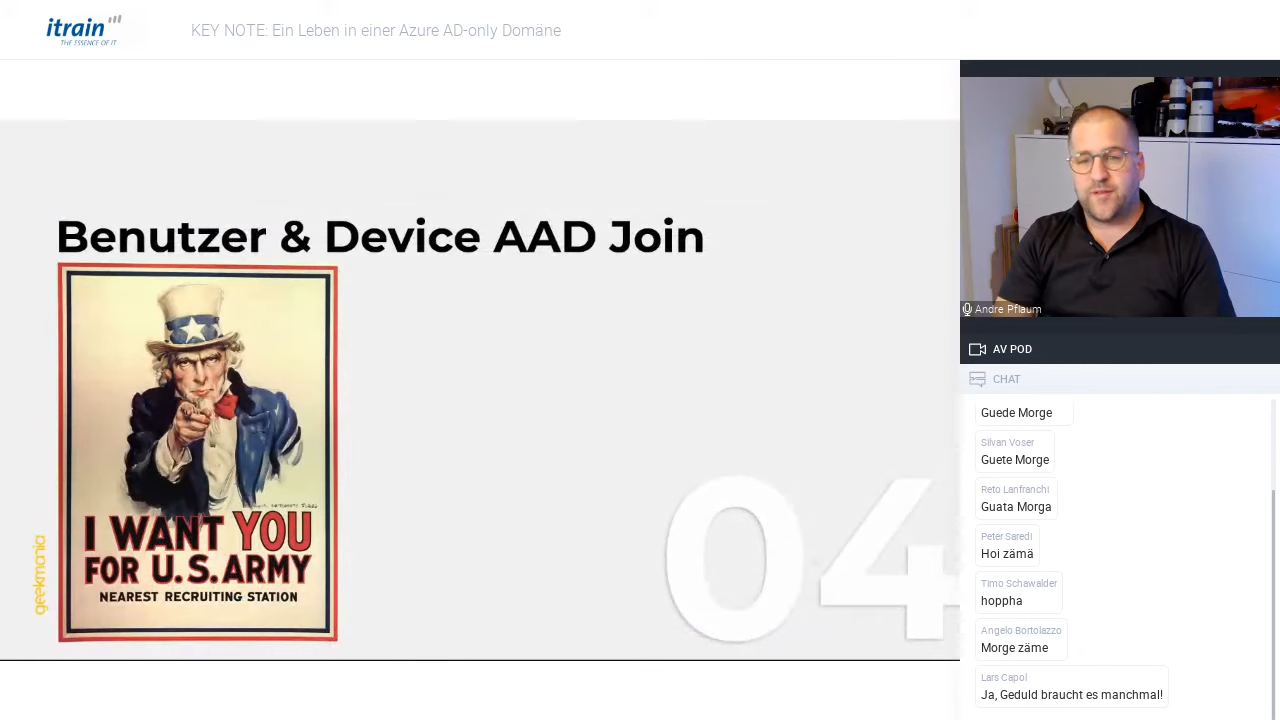 itrain
THE ESSENCE OF IT
KEY NOTE: Ein Leben in einer Azure AD-only Domäne
Benutzer & Device AAD Join
I WANT YOU
FOR U.S. ARMY
NEAREST RECRUITING STATION
geekmania
04
Andre Pflaum
AV POD
CHAT
Guede Morge
Silvan Voser
Guete Morge
Reto Lanfranchi
Guata Morga
Peter Saredi
Hoi zämä
Timo Schawalder
hoppha
Angelo Bortolazzo
Morge zäme
Lars Capol
Ja, Geduld braucht es manchmal!